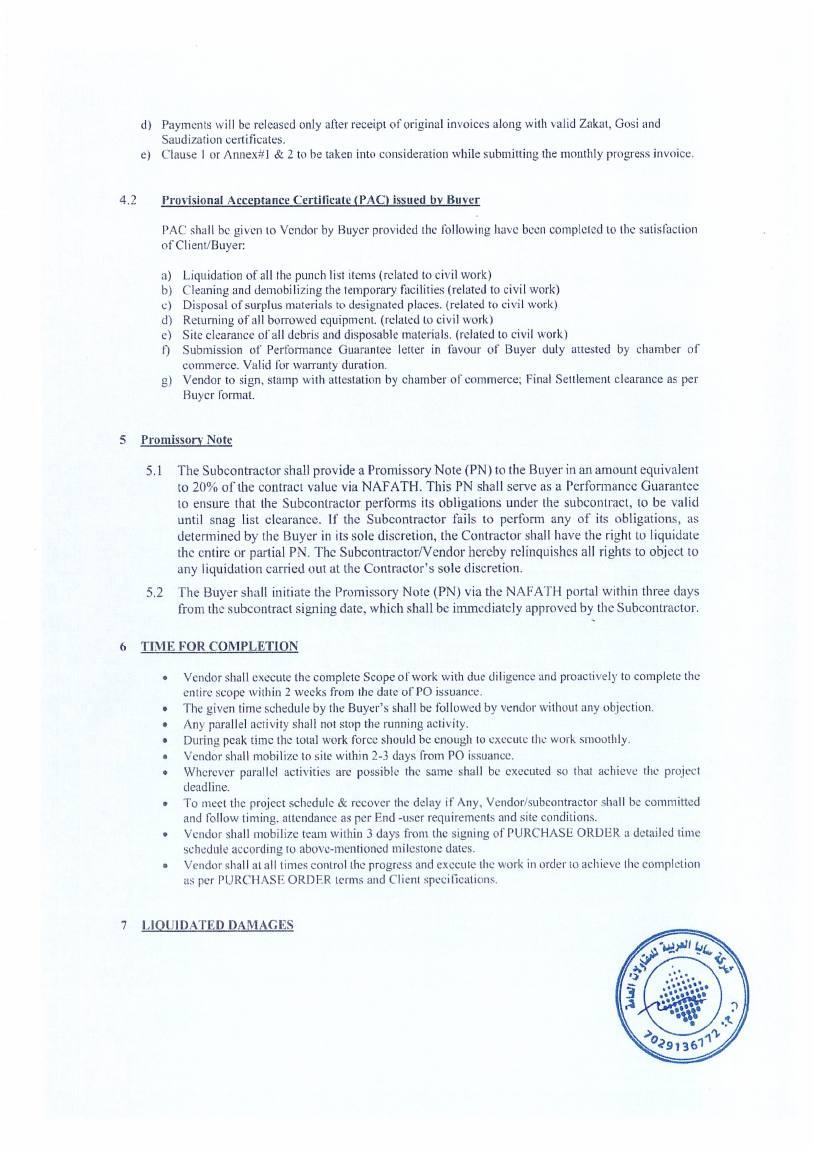 d) Payments will be released only after receipt of original invoices along with valid Zakat, Gosi and
Saudization certificates.
e) Clause 1 or Annex#1 & 2 to be taken into consideration while submitting the monthly progress invoice.
4.2 Provisional Acceptance Certificate (PAC) issued by Buyer
PAC shall be given to Vendor by Buyer provided the following have been completed to the satisfaction
of Client/Buyer:
a) Liquidation of all the punch list items (related to civil work)
b) Cleaning and demobilizing the temporary facilities (related to civil work)
c) Disposal of surplus materials to designated places. (related to civil work)
d) Returning of all borrowed equipment. (related to civil work)
e) Site clearance of all debris and disposable materials. (related to civil work)
f) Submission of Performance Guarantee letter in favour of Buyer duly attested by chamber of
commerce. Valid for warranty duration.
g) Vendor to sign, stamp with attestation by chamber of commerce; Final Settlement clearance as per
Buyer format.
5 Promissory Note
5.1 The Subcontractor shall provide a Promissory Note (PN) to the Buyer in an amount equivalent
to 20% of the contract value via NAFATH. This PN shall serve as a Performance Guarantee
to ensure that the Subcontractor performs its obligations under the subcontract, to be valid
until snag list clearance. If the Subcontractor fails to perform any of its obligations, as
determined by the Buyer in its sole discretion, the Contractor shall have the right to liquidate
the entire or partial PN. The Subcontractor/Vendor hereby relinquishes all rights to object to
any liquidation carried out at the Contractor's sole discretion.
5.2 The Buyer shall initiate the Promissory Note (PN) via the NAFATH portal within three days
from the subcontract signing date, which shall be immediately approved by the Subcontractor.
6 TIME FOR COMPLETION
• Vendor shall execute the complete Scope of work with due diligence and proactively to complete the
entire scope within 2 weeks from the date of PO issuance.
• The given time schedule by the Buyer's shall be followed by vendor without any objection.
• Any parallel activity shall not stop the running activity.
• During peak time the total work force should be enough to execute the work smoothly.
• Vendor shall mobilize to site within 2-3 days from PO issuance.
• Wherever parallel activities are possible the same shall be executed so that achieve the project
deadline.
• To meet the project schedule & recover the delay if Any, Vendor/subcontractor shall be committed
and follow timing. attendance as per End -user requirements and site conditions.
• Vendor shall mobilize team within 3 days from the signing of PURCHASE ORDER a detailed time
schedule according to above-mentioned milestone dates.
• Vendor shall at all times control the progress and execute the work in order to achieve the completion
as per PURCHASE ORDER terms and Client specifications.
7 LIQUIDATED DAMAGES
شركة سايا العربية للمقاولات العامة
ر.م: 7029136772